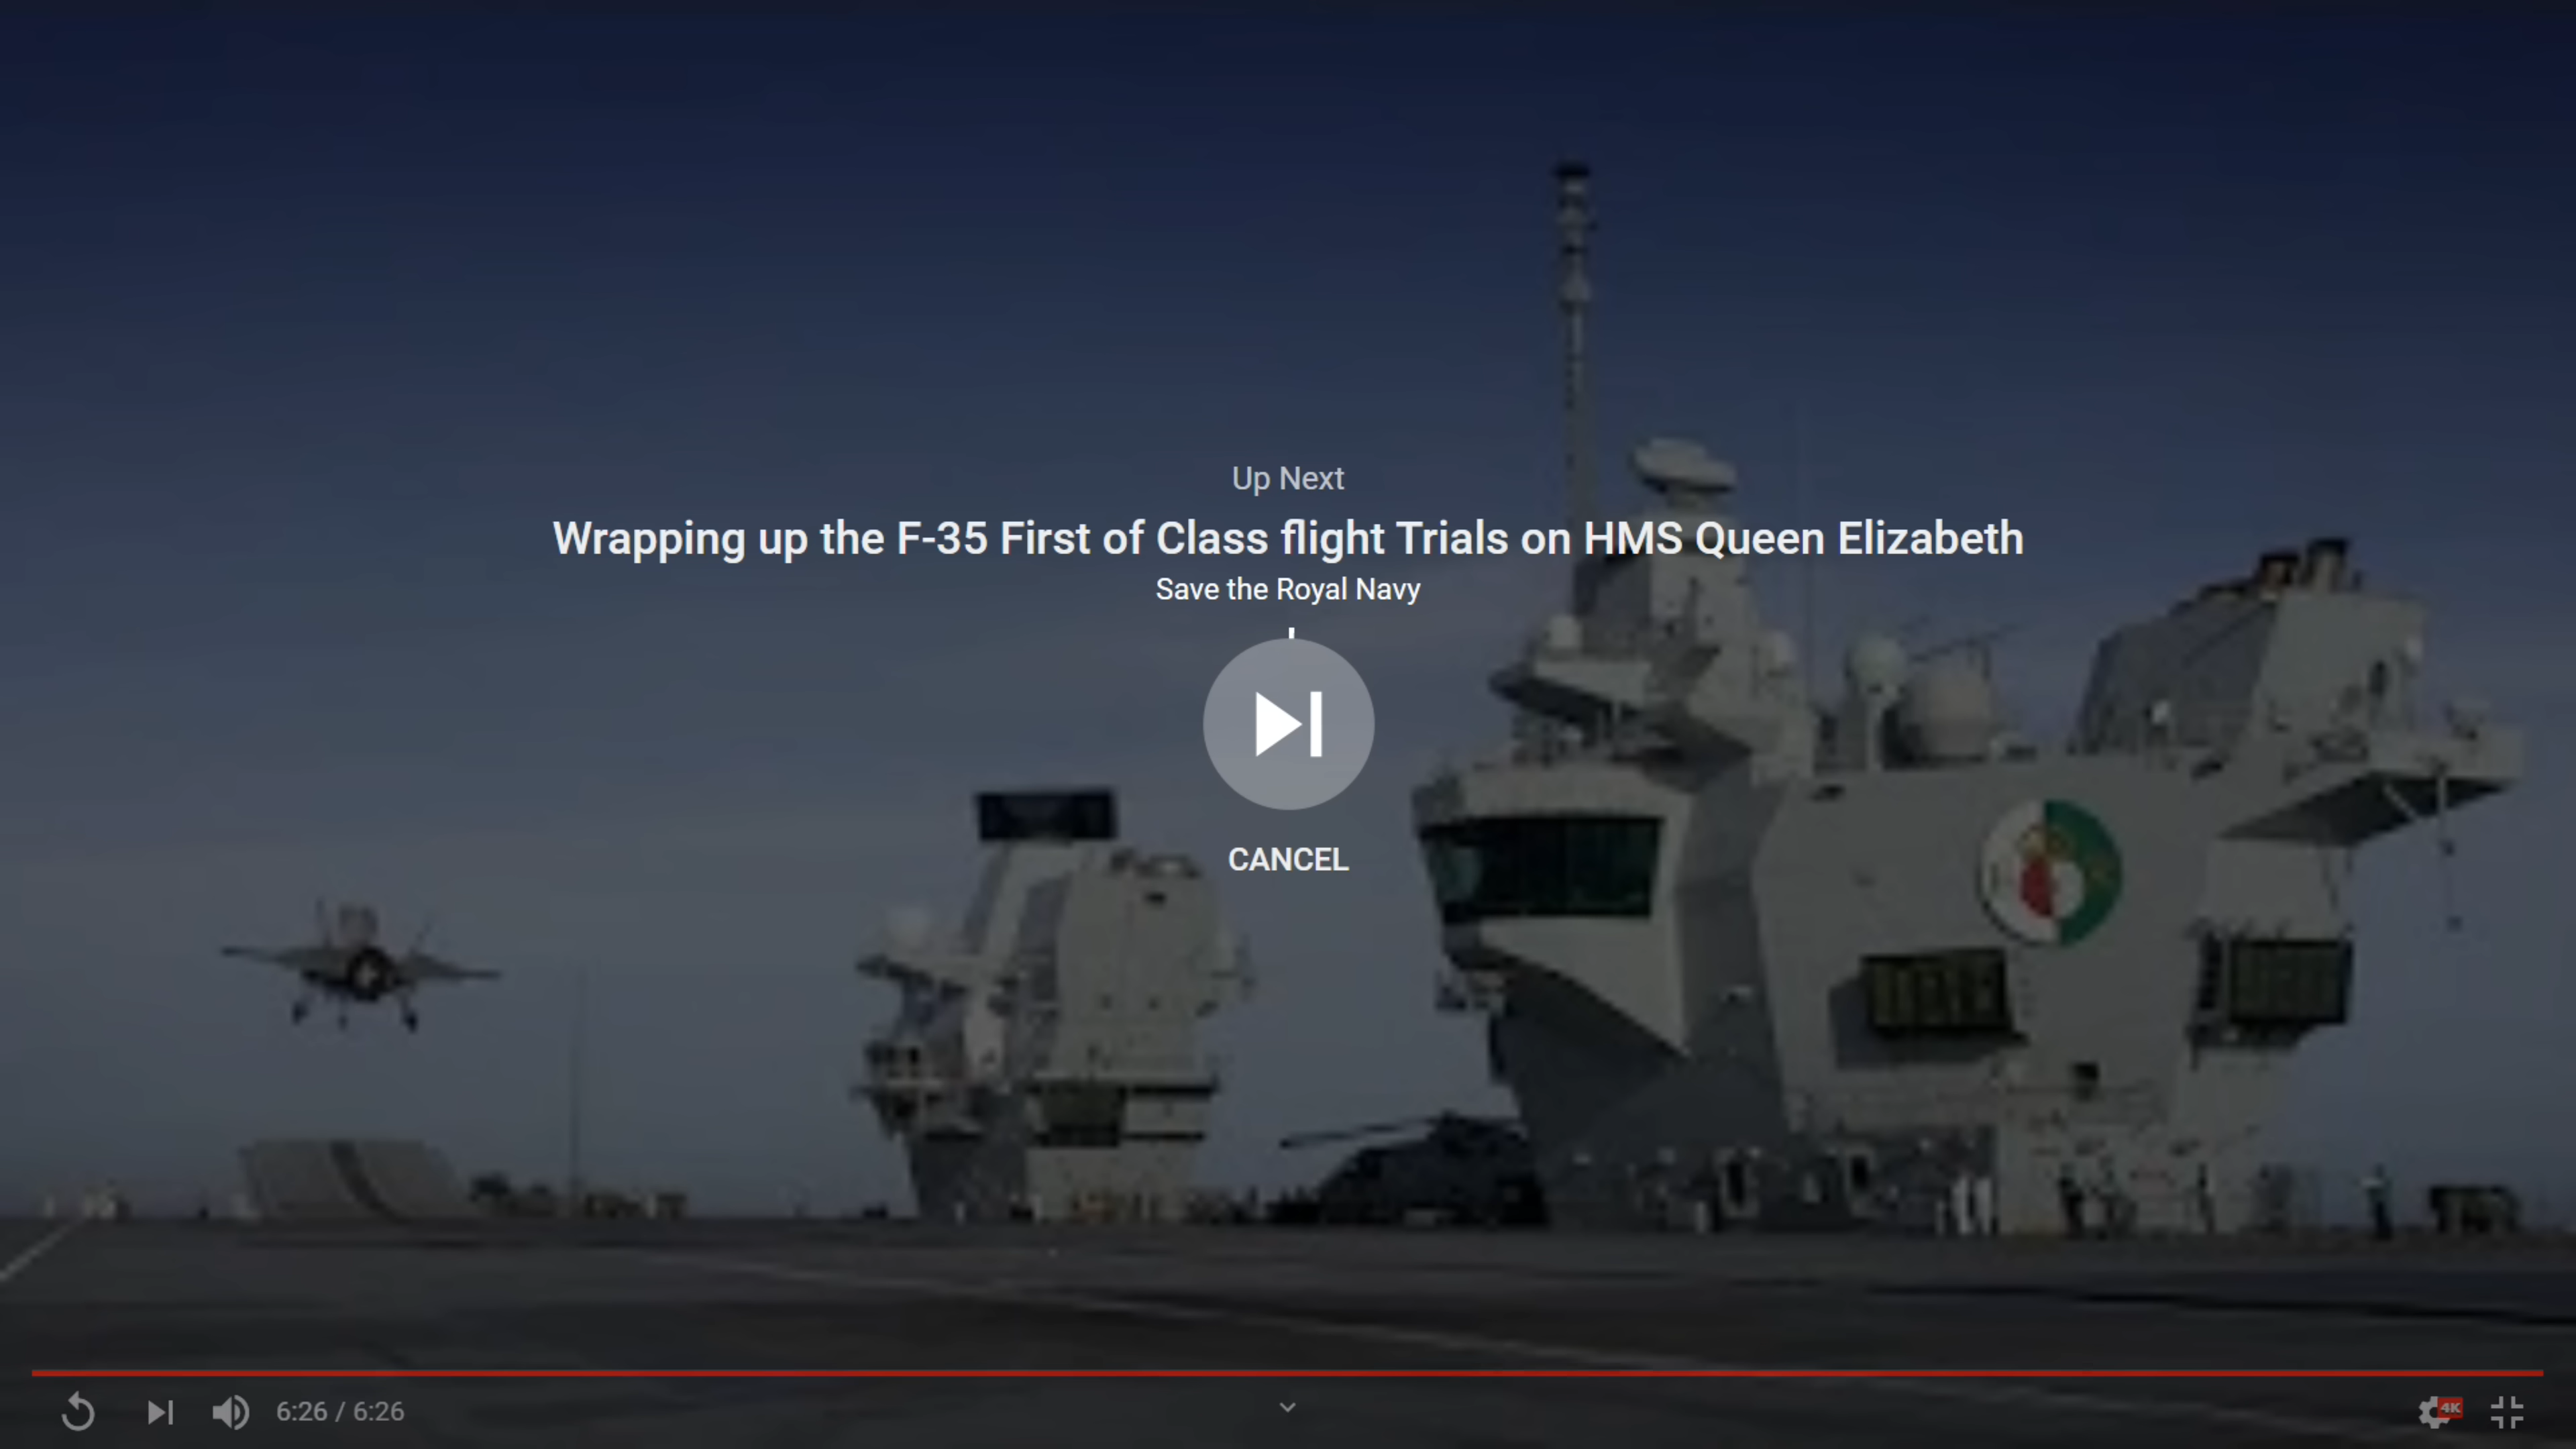 Up Next
Wrapping up the F-35 First of Class flight Trials on HMS Queen Elizabeth
Save the Royal Navy
CANCEL
6:26 / 6:26
4K